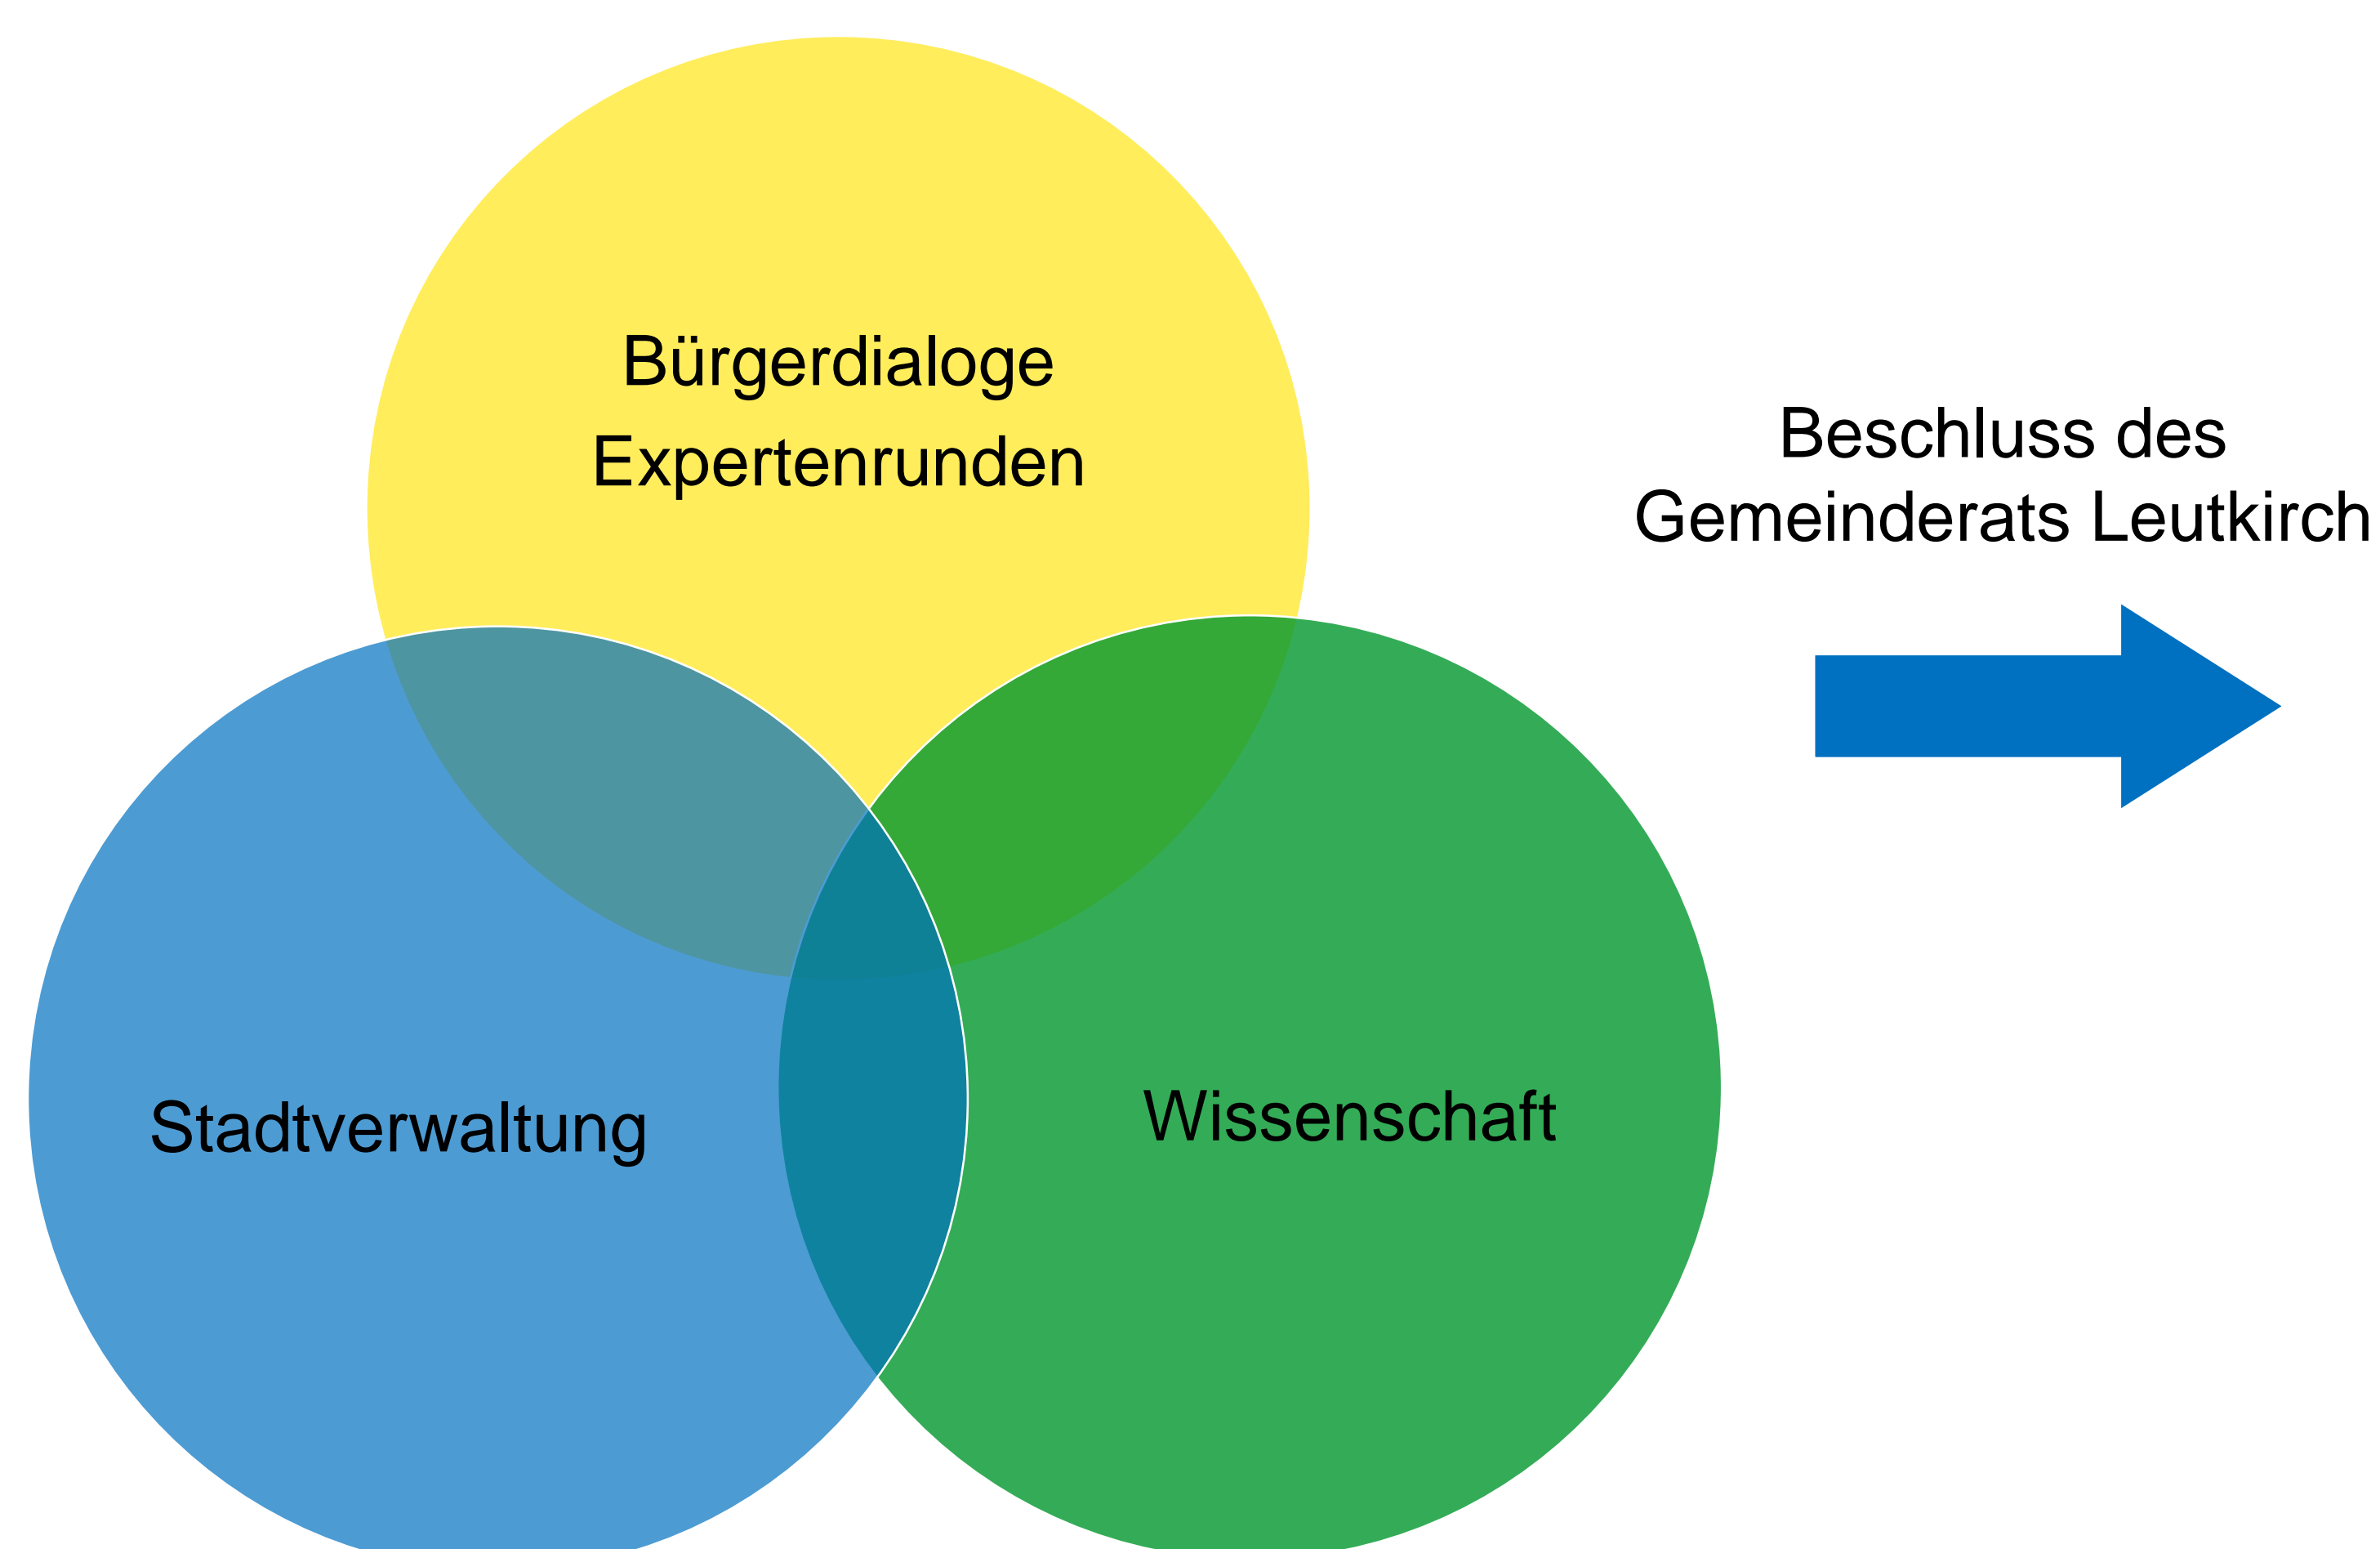 Bürgerdialoge
Expertenrunden
Beschluss des
Gemeinderats Leutkirch
Stadtverwaltung
Wissenschaft